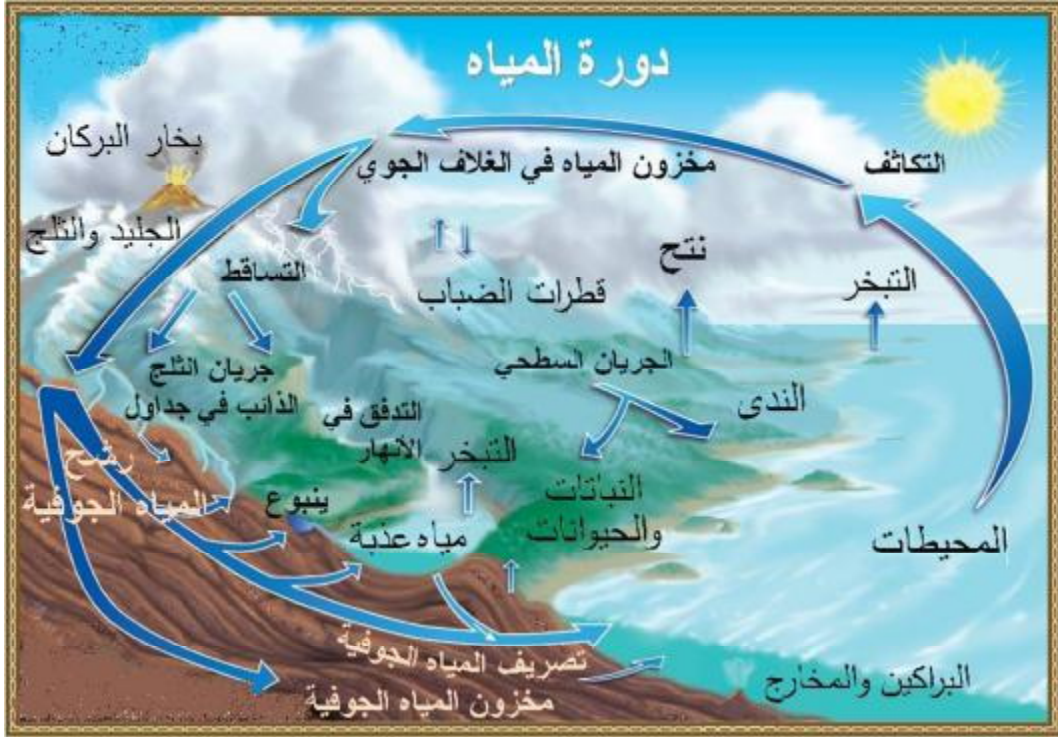 دورة المياه
بخار البركان
التكاثف
مخزون المياه في الغلاف الجوي
الجليد والثلج
نتح
التساقط
التبخر
قطرات الضباب
جريان الثلج
الذائب في جداول
الجريان السطحي
الندى
التدفق في
الأنهار
التبخر
رشح
المياه الجوفية
ينبوع
النباتات
والحيوانات
مياه عذبة
المحيطات
تصريف المياه الجوفية
مخزون المياه الجوفية
البراكين والمخارج